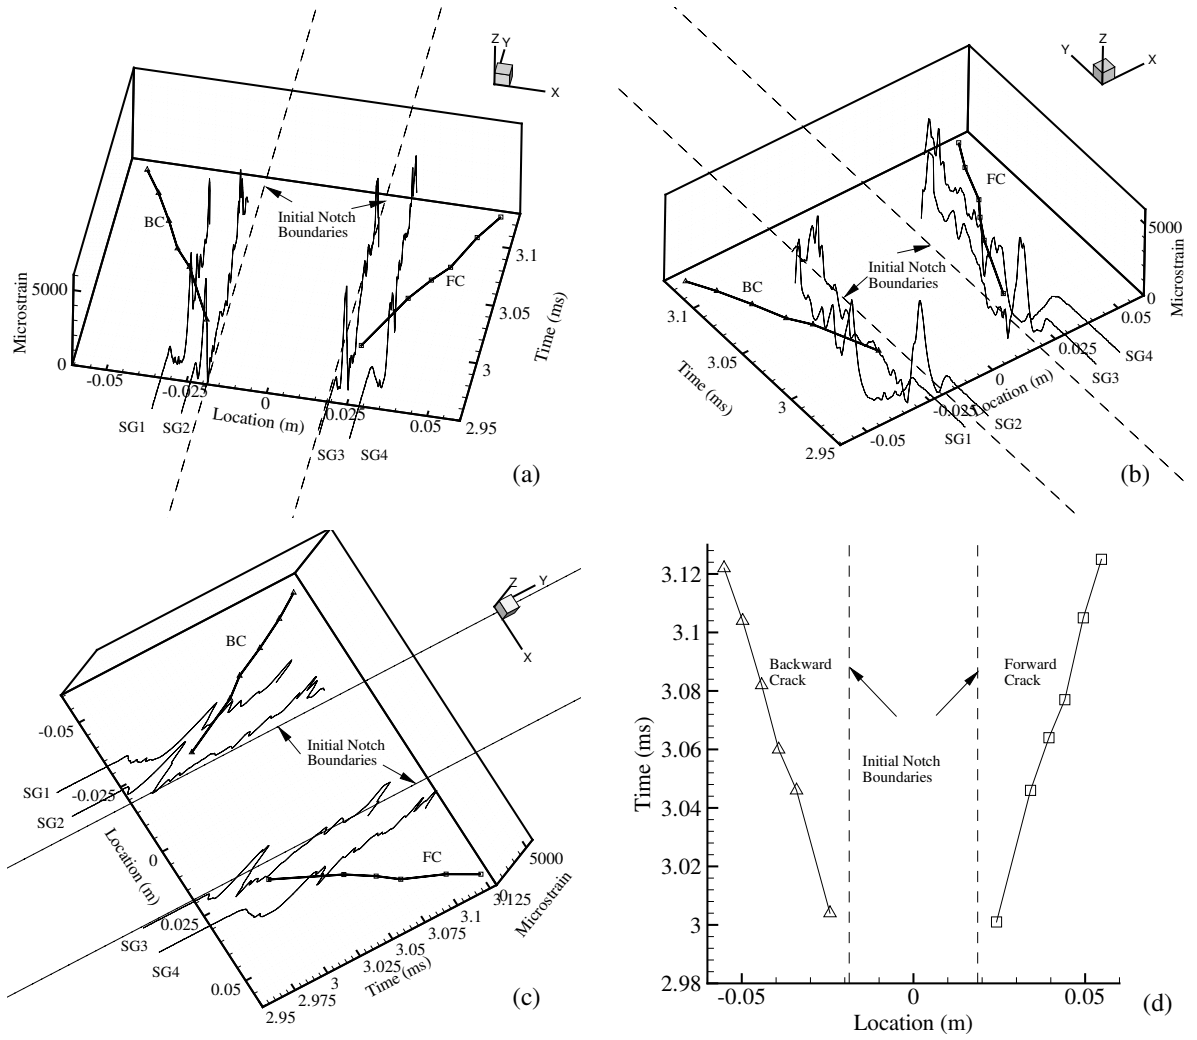 Z
Y
X
BC
Initial Notch
Boundaries
FC
3.1
5000
Microstrain
3.05
Time (ms)
0
3
-0.05
-0.025
0
0.025
0.05
2.95
Location (m)
SG1
SG2
SG3
SG4
(a)
Z
Y
X
FC
5000
Microstrain
Initial Notch
Boundaries
BC
0
3.1
0.05
3.05
0.025
SG4
Time (ms)
0
SG3
3
Location (m)
-0.025
SG2
-0.05
SG1
2.95
(b)
Z
Y
X
BC
-0.05
Initial Notch
Boundaries
SG1
-0.025
SG2
Location (m)
0
FC
5000
0
3.125
Microstrain
3.1
0.025
3.075
SG3
3.05
SG4
3.025
Time (ms)
0.05
3
2.975
2.95
(c)
3.12
3.1
3.08
3.06
3.04
3.02
3
2.98
Time (ms)
Backward
Crack
Forward
Crack
Initial Notch
Boundaries
-0.05
0
0.05
Location (m)
(d)